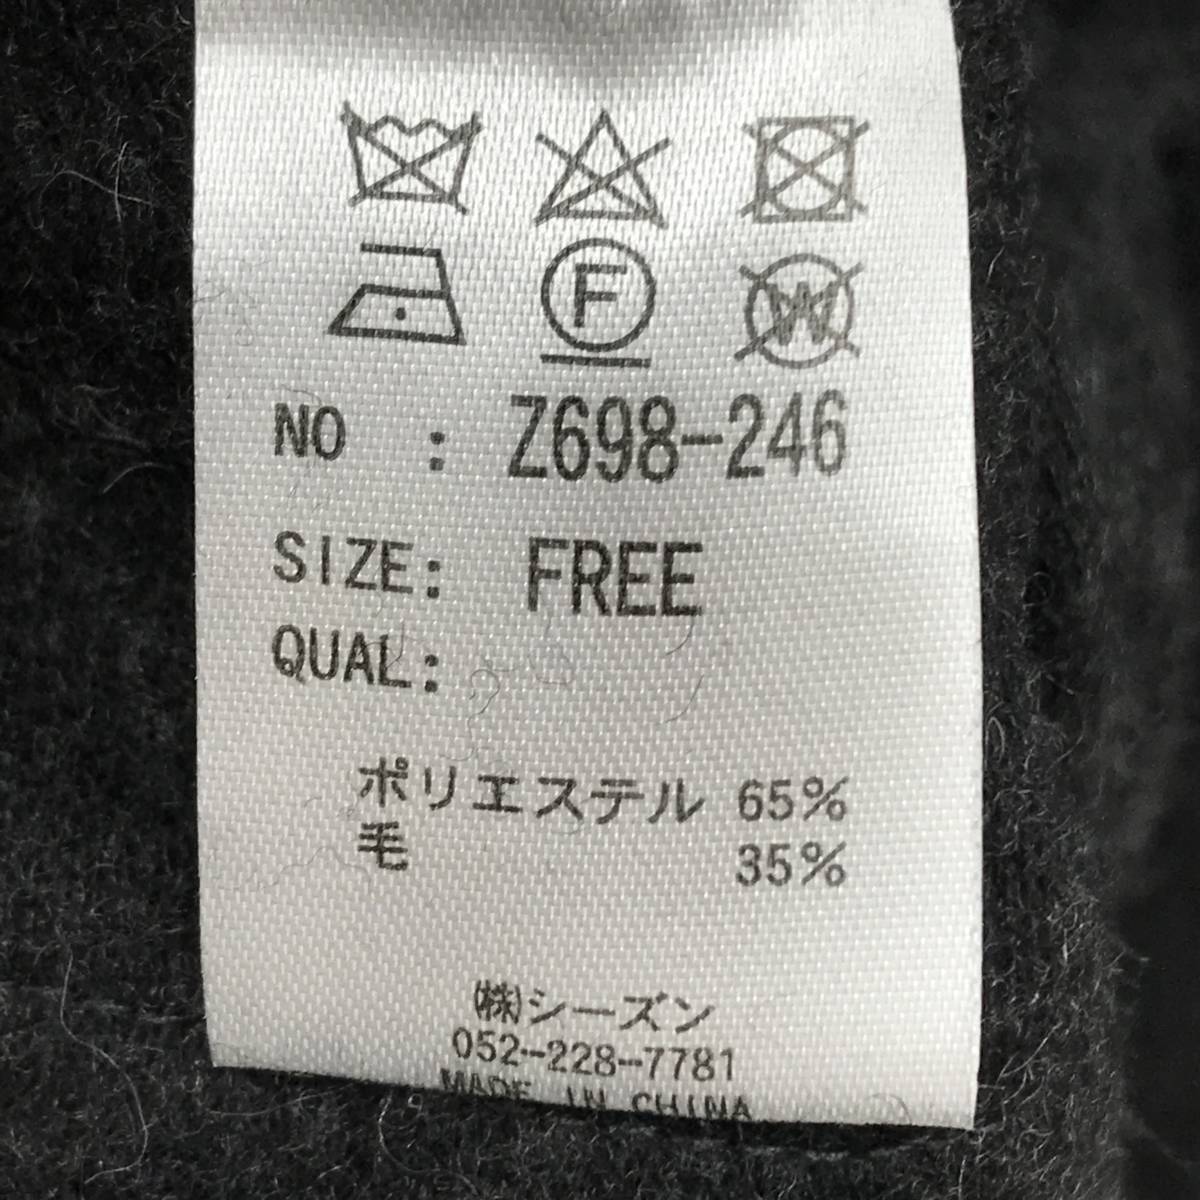 F W
NO : Z698-246
SIZE: FREE
QUAL:
ポリエステル 65%
毛 35%
㈱シーズン
052-228-7781
MADE IN CHINA